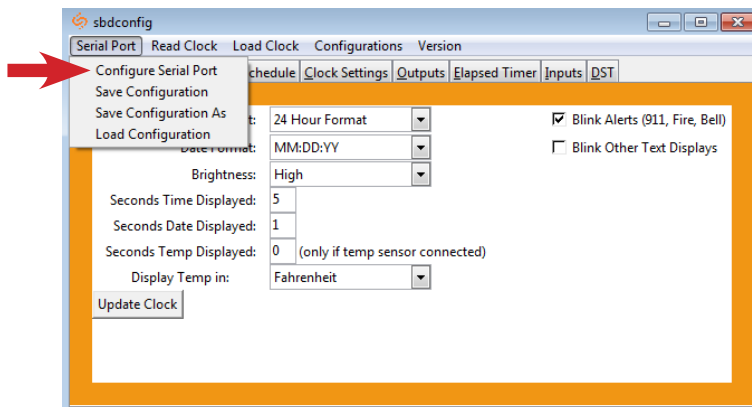 sbdconfig
Serial Port Read Clock Load Clock Configurations Version
Configure Serial Port
Save Configuration
Save Configuration As
Load Configuration
Clock Settings Outputs Elapsed Timer Inputs DST
24 Hour Format
Blink Alerts (911, Fire, Bell)
Date Format: MM:DD:YY
Blink Other Text Displays
Brightness: High
Seconds Time Displayed: 5
Seconds Date Displayed: 1
Seconds Temp Displayed: 0 (only if temp sensor connected)
Display Temp in: Fahrenheit
Update Clock